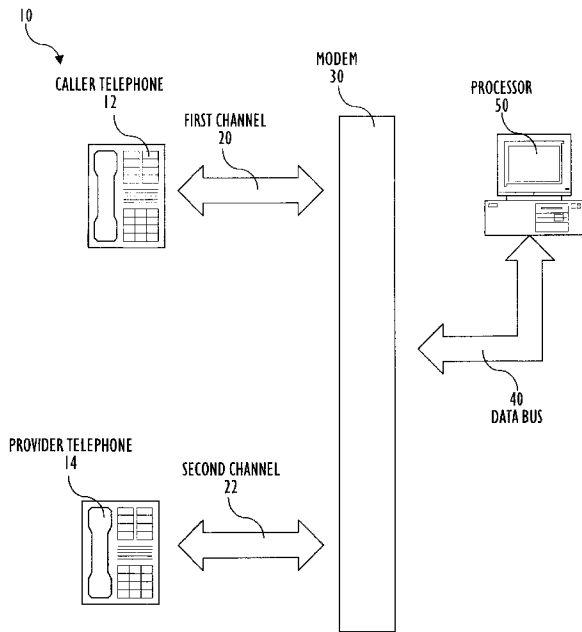 10
CALLER TELEPHONE
12
FIRST CHANNEL
20
MODEM
30
PROCESSOR
50
40
DATA BUS
PROVIDER TELEPHONE
14
SECOND CHANNEL
22